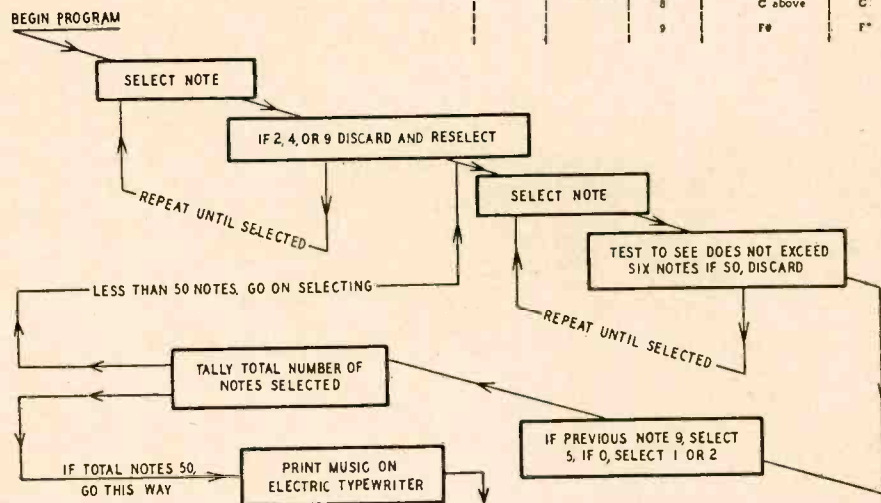 8 C above C
9 F# F"
BEGIN PROGRAM
SELECT NOTE
IF 2, 4, OR 9 DISCARD AND RESELECT
REPEAT UNTIL SELECTED
SELECT NOTE
TEST TO SEE DOES NOT EXCEED
SIX NOTES IF SO, DISCARD
REPEAT UNTIL SELECTED
LESS THAN 50 NOTES, GO ON SELECTING
TALLY TOTAL NUMBER OF
NOTES SELECTED
IF PREVIOUS NOTE 9, SELECT
5, IF 0, SELECT 1 OR 2
IF TOTAL NOTES 50,
GO THIS WAY
PRINT MUSIC ON
ELECTRIC TYPEWRITER